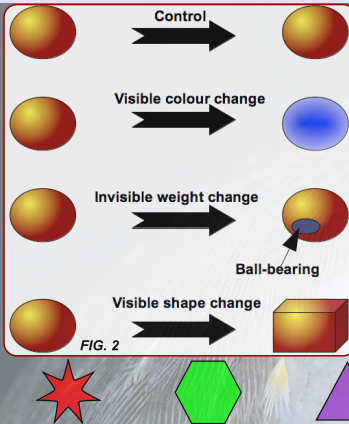 Control
Visible colour change
Invisible weight change
Ball-bearing
Visible shape change
FIG. 2